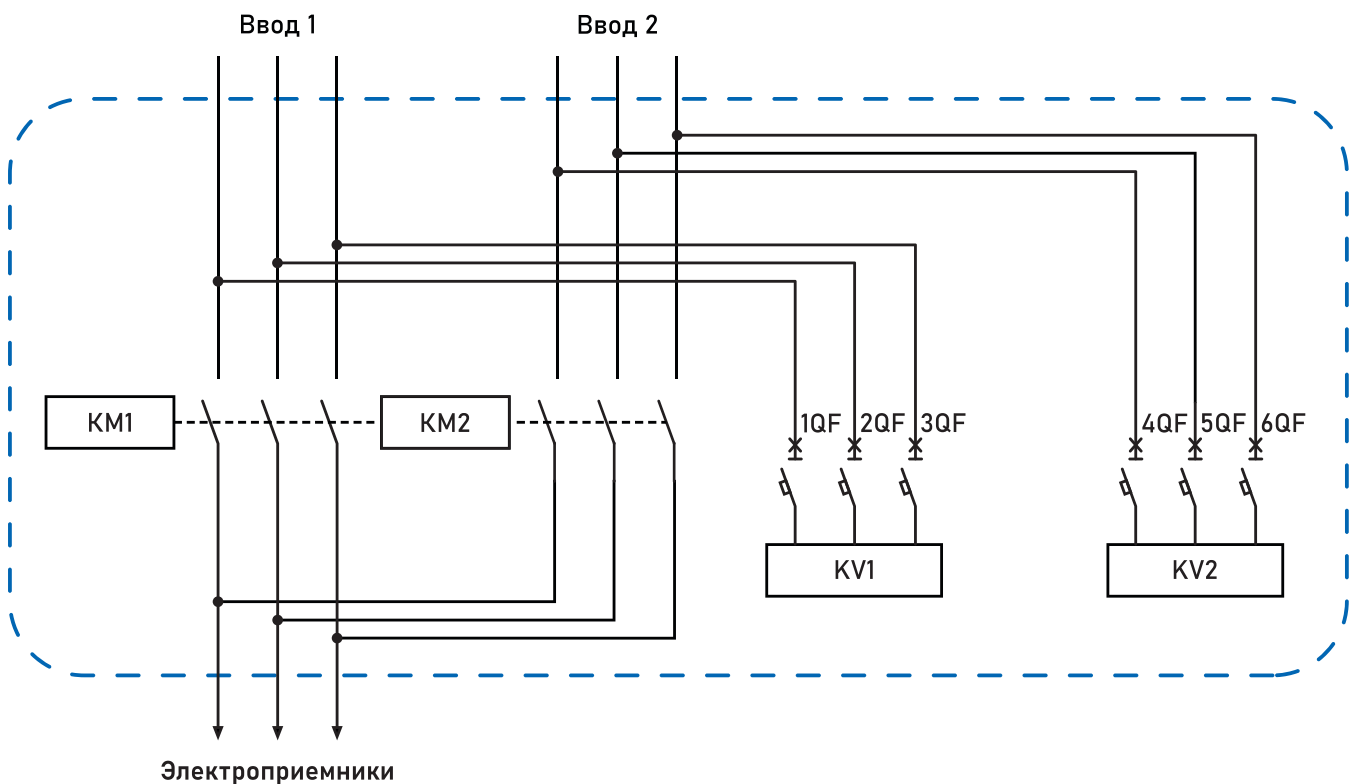 Ввод 1
Ввод 2
КМ1
КМ2
1QF
2QF
3QF
4QF
5QF
6QF
KV1
KV2
Электроприемники